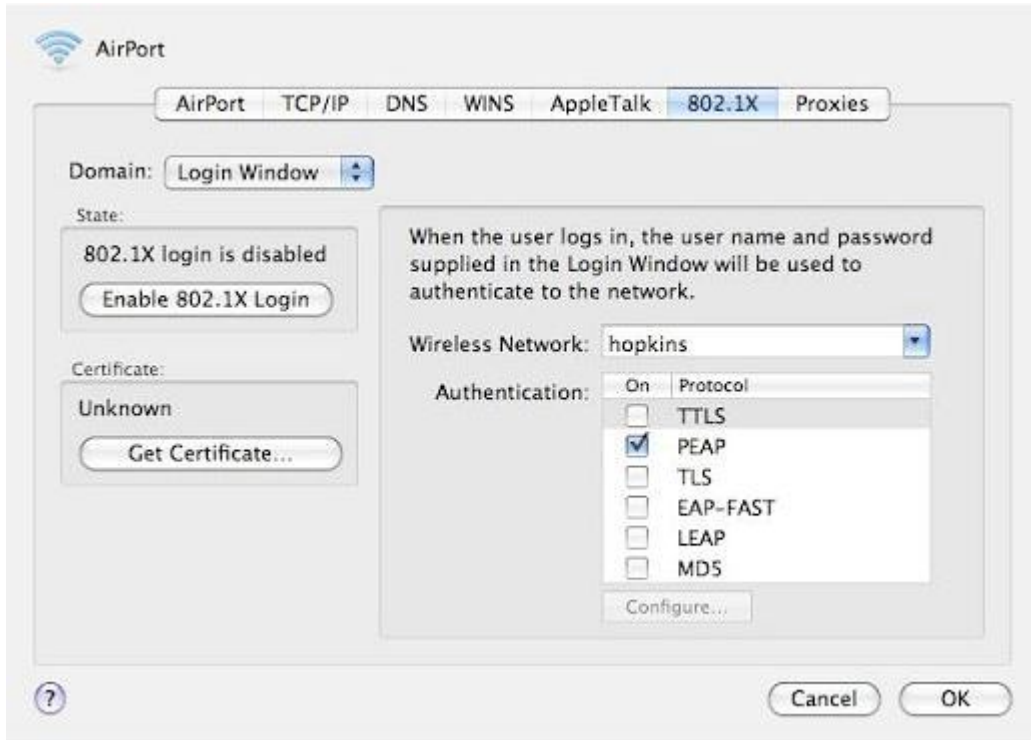 AirPort
AirPort TCP/IP DNS WINS AppleTalk 802.1X Proxies
Domain: Login Window
State:
802.1X login is disabled
Enable 802.1X Login
Certificate:
Unknown
Get Certificate...
When the user logs in, the user name and password
supplied in the Login Window will be used to
authenticate to the network.
Wireless Network: hopkins
Authentication: On Protocol
TTLS
PEAP
TLS
EAP-FAST
LEAP
MD5
Configure...
? Cancel OK